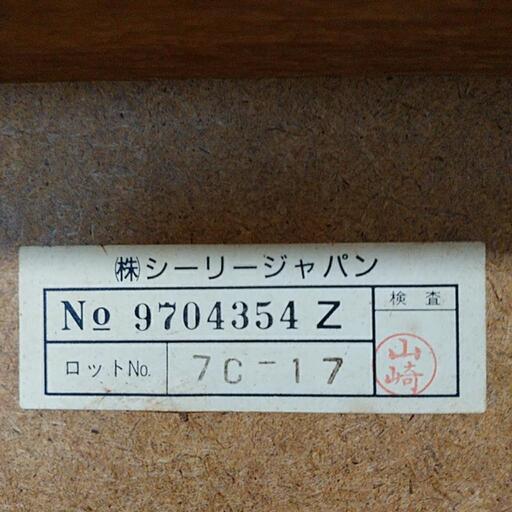 ㈱シーリージャパン
No 9704354 Z
検査
ロットNo. 7C-17
山崎